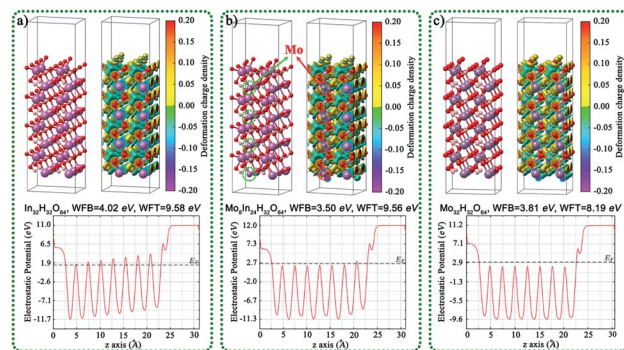 a)
0.20
0.15
0.10
0.05
0.00
-0.05
-0.10
-0.15
-0.20
Deformation charge density
In32H32O64, WFB=4.02 eV, WFT=9.58 eV
Electrostatic Potential (eV)
11.0
6.5
1.9
-2.6
-7.1
-11.7
EF
0 5 10 15 20 25 30
z axis (Å)
b)
Mo
0.20
0.15
0.10
0.05
0.00
-0.05
-0.10
-0.15
-0.20
Deformation charge density
Mo8In24H32O64, WFB=3.50 eV, WFT=9.56 eV
Electrostatic Potential (eV)
12.0
7.3
2.7
-2.0
-6.7
-11.3
EF
0 5 10 15 20 25 30
z axis (Å)
c)
0.20
0.15
0.10
0.05
0.00
-0.05
-0.10
-0.15
-0.20
Deformation charge density
Mo32H32O64, WFB=3.81 eV, WFT=8.19 eV
Electrostatic Potential (eV)
11.3
7.1
2.9
-1.3
-5.5
-9.6
EF
0 5 10 15 20 25 30
z axis (Å)